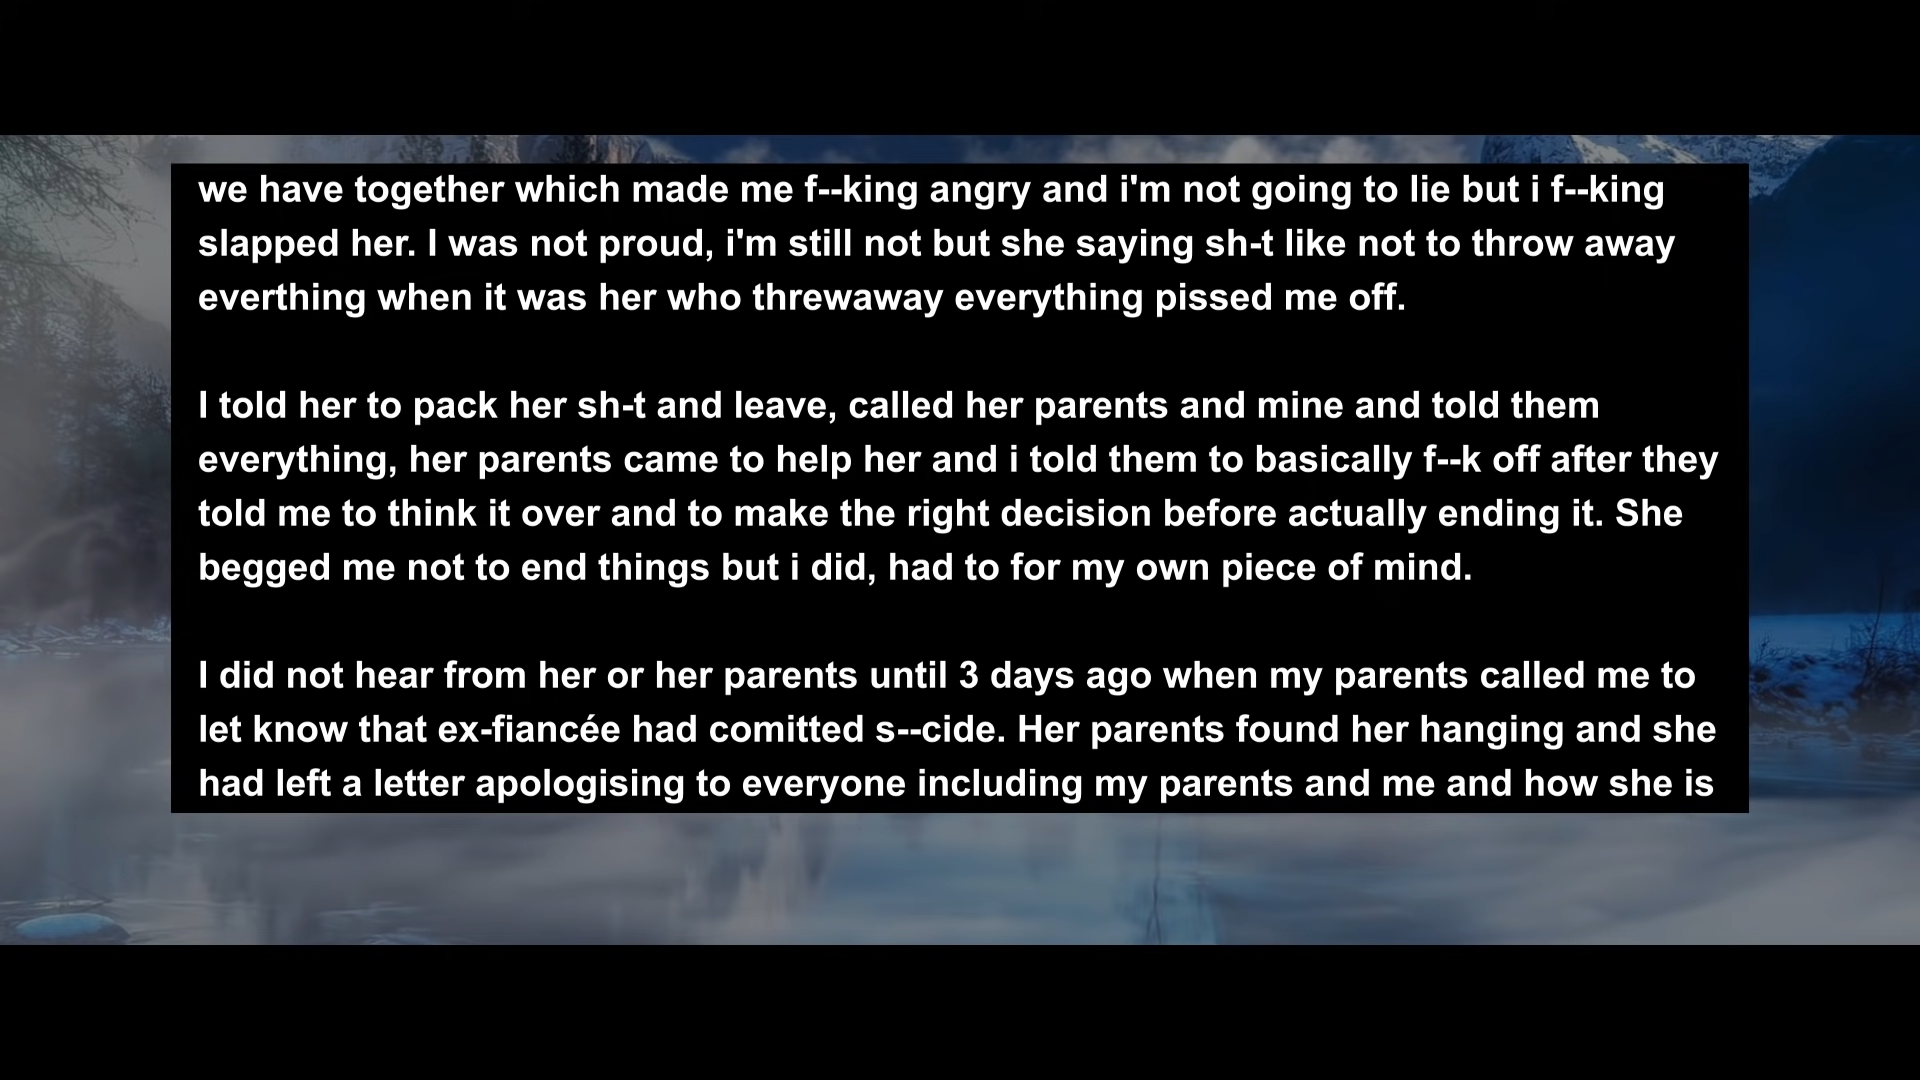 we have together which made me f--king angry and i'm not going to lie but i f--king
slapped her. I was not proud, i'm still not but she saying sh-t like not to throw away
everthing when it was her who threwaway everything pissed me off.
I told her to pack her sh-t and leave, called her parents and mine and told them
everything, her parents came to help her and i told them to basically f--k off after they
told me to think it over and to make the right decision before actually ending it. She
begged me not to end things but i did, had to for my own piece of mind.
I did not hear from her or her parents until 3 days ago when my parents called me to
let know that ex-fiancée had comitted s--cide. Her parents found her hanging and she
had left a letter apologising to everyone including my parents and me and how she is